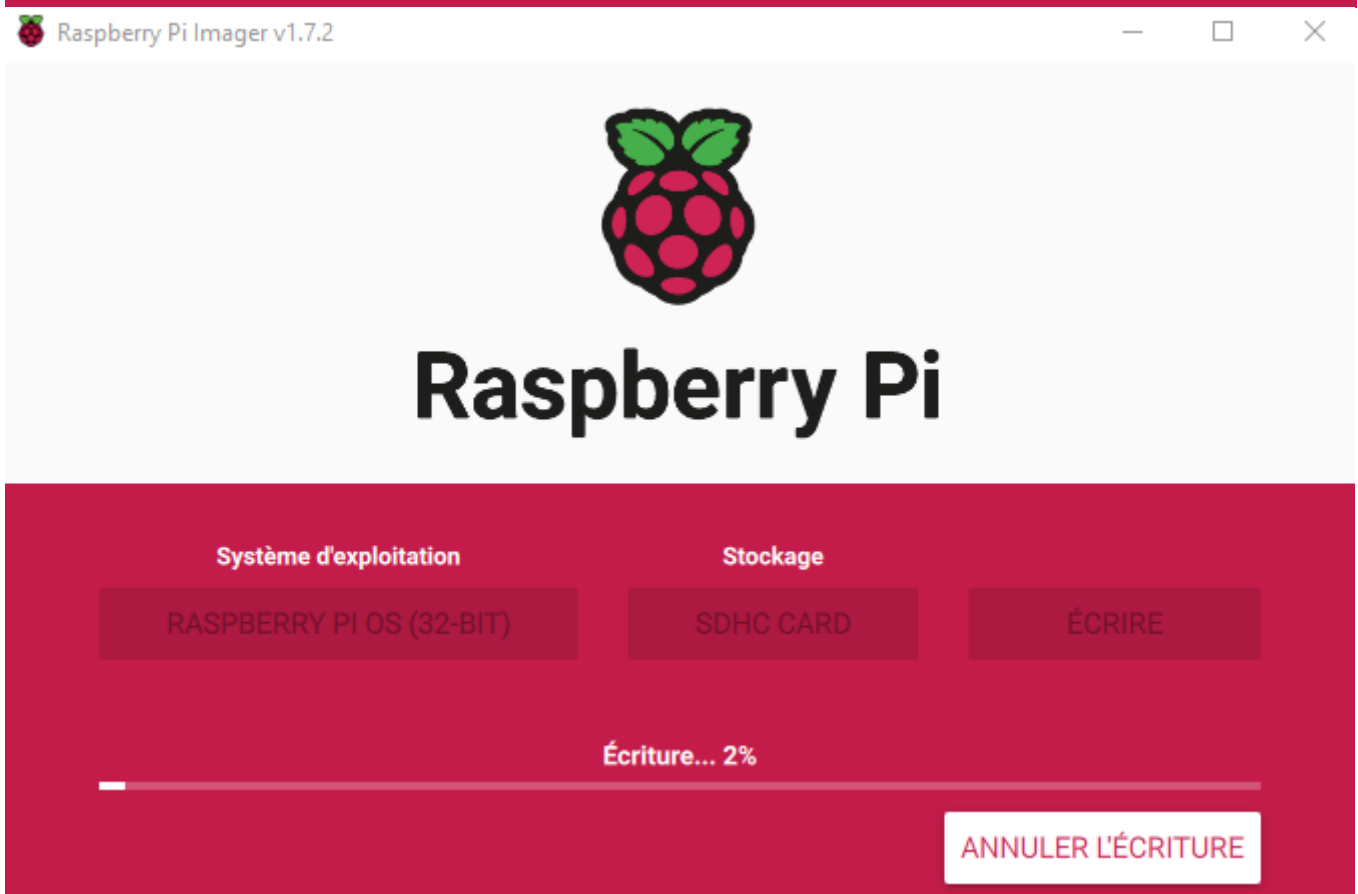 Raspberry Pi Imager v1.7.2
Raspberry Pi
Système d'exploitation
Stockage
RASPBERRY PI OS (32-BIT)
SDHC CARD
ÉCRIRE
Écriture... 2%
ANNULER L'ÉCRITURE